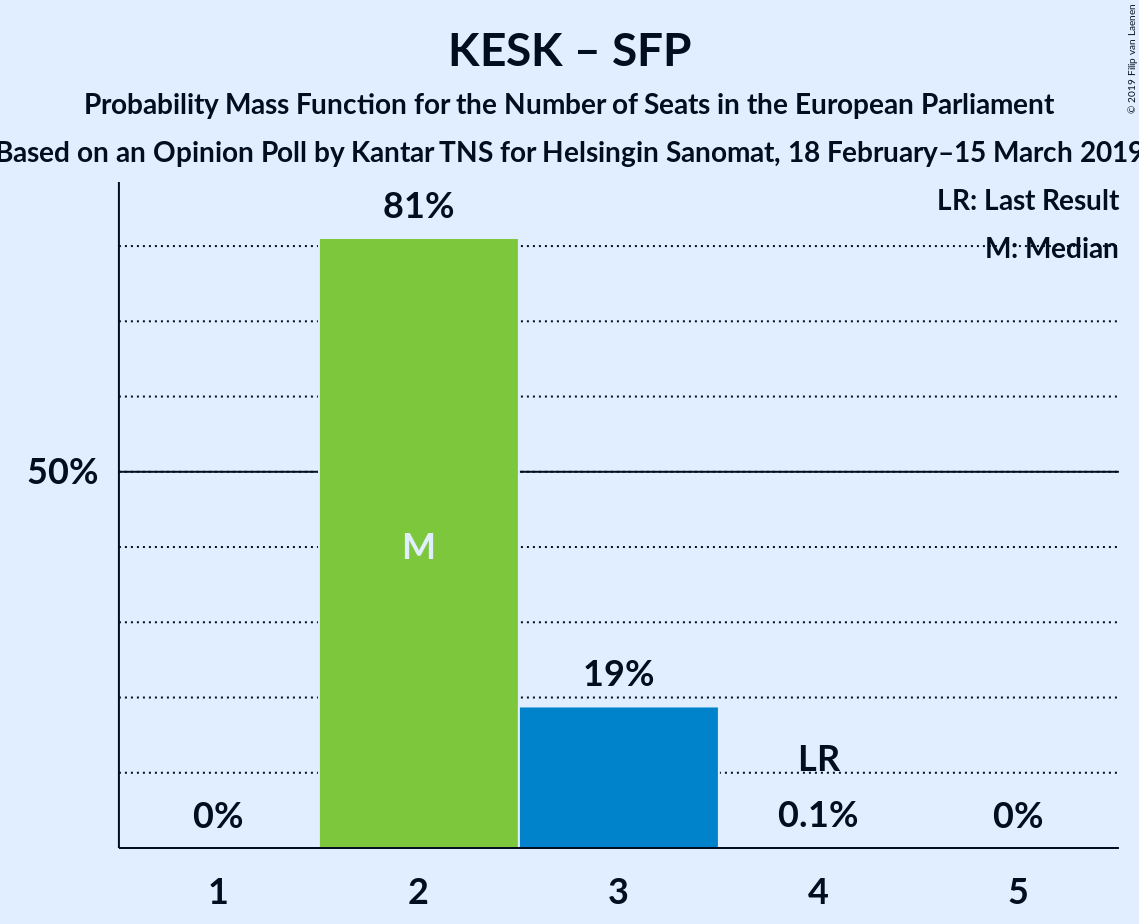 KESK – SFP
Probability Mass Function for the Number of Seats in the European Parliament
Based on an Opinion Poll by Kantar TNS for Helsingin Sanomat, 18 February–15 March 2019
© 2019 Filip van Laenen
LR: Last Result
M: Median
81%
50%
M
19%
LR
0%
0.1%
0%
1
2
3
4
5